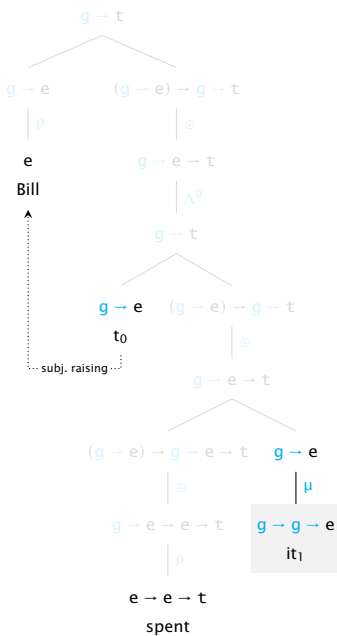 g → t
g → e (g → e) → g → t
ρ ⊛
e g → e → t
Bill
Λ⁰
g → t
g → e (g → e) → g → t
t₀
⊛
subj. raising g → e → t
(g → e) → g → e → t g → e
⊛ μ
g → e → e → t g → g → e
it₁
ρ
e → e → t
spent